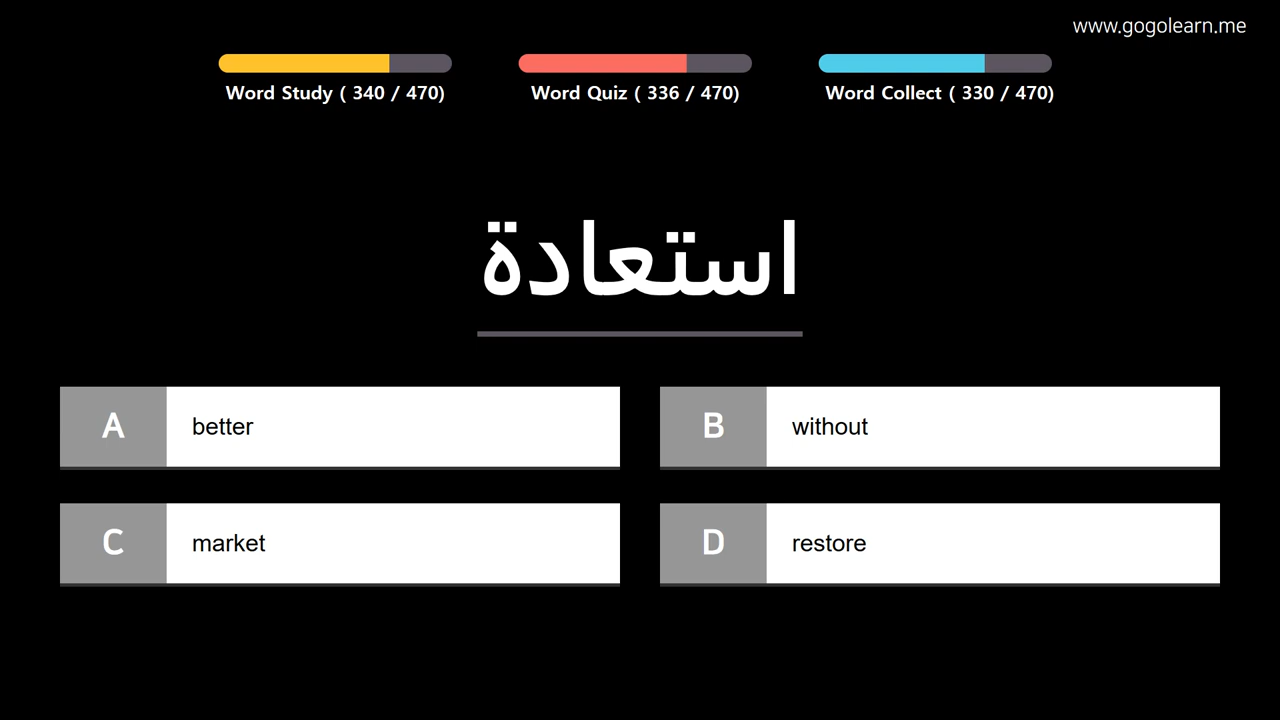 www.gogolearn.me
Word Study ( 340 / 470)
Word Quiz ( 336 / 470)
Word Collect ( 330 / 470)
استعادة
A better
B without
C market
D restore